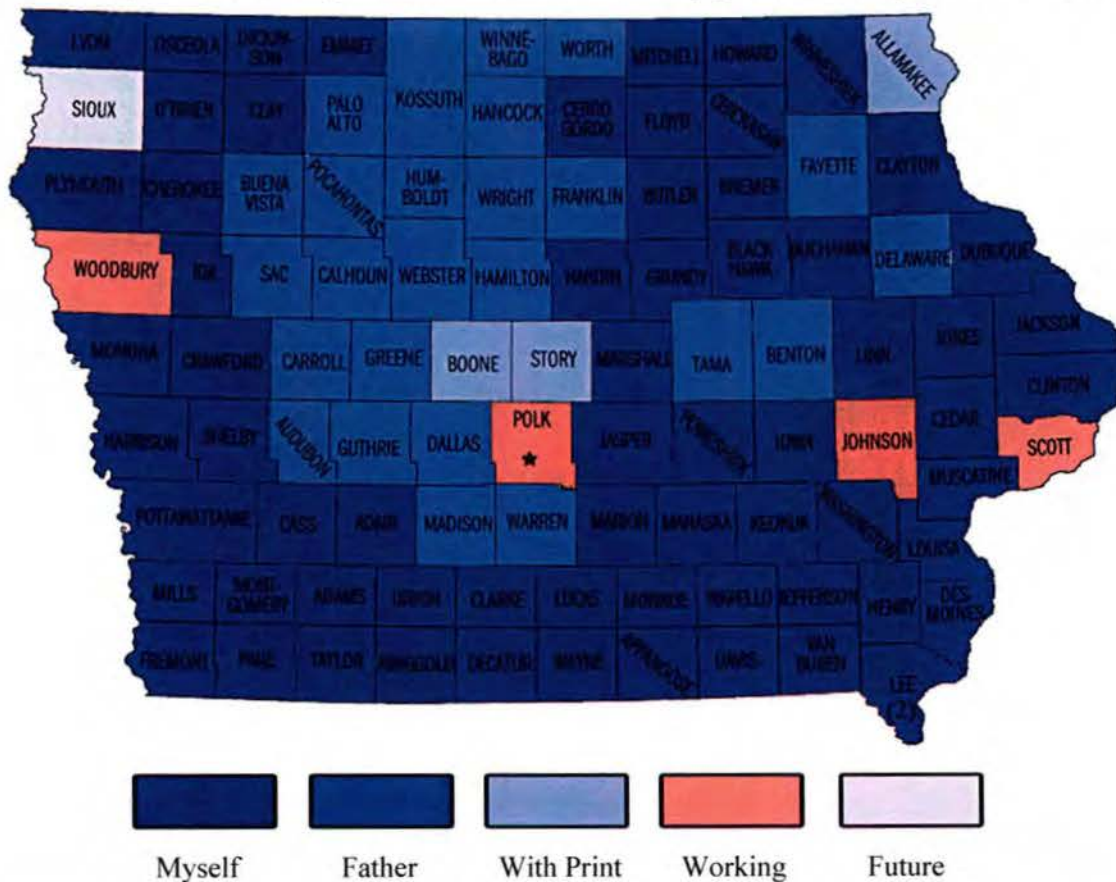 LYON OSCEOLA DICKIN- EMMET WINNE- WORTH MITCHELL HOWARD WINNESHIEK ALLAMAKEE
SON BAGO
SIOUX O'BRIEN CLAY PALO KOSSUTH HANCOCK CERRO FLOYD CHICKASAW
ALTO GORDO
FAYETTE CLAYTON
PLYMOUTH CHEROKEE BUENA POCAHONTAS HUM- WRIGHT FRANKLIN BUTLER BREMER
VISTA BOLDT
WOODBURY IDA SAC CALHOUN WEBSTER HAMILTON HARDIN GRUNDY BLACK BUCHANAN DELAWARE DUBUQUE
HAWK
MONONA CRAWFORD CARROLL GREENE BOONE STORY MARSHALL TAMA BENTON LINN JONES JACKSON
CLINTON
HARRISON SHELBY AUDUBON GUTHRIE DALLAS POLK JASPER POWESHIEK IOWA JOHNSON CEDAR SCOTT
MUSCATINE
POTTAWATTAMIE CASS ADAIR MADISON WARREN MARION MAHASKA KEOKUK WASHINGTON LOUISA
MILLS MONT- ADAMS UNION CLARKE LUCAS MONROE WAPELLO JEFFERSON HENRY DES
GOMERY MOINES
FREMONT PAGE TAYLOR RINGGOLD DECATUR WAYNE APPANOOSE DAVIS VAN LEE
BUREN (2)
Myself Father With Print Working Future